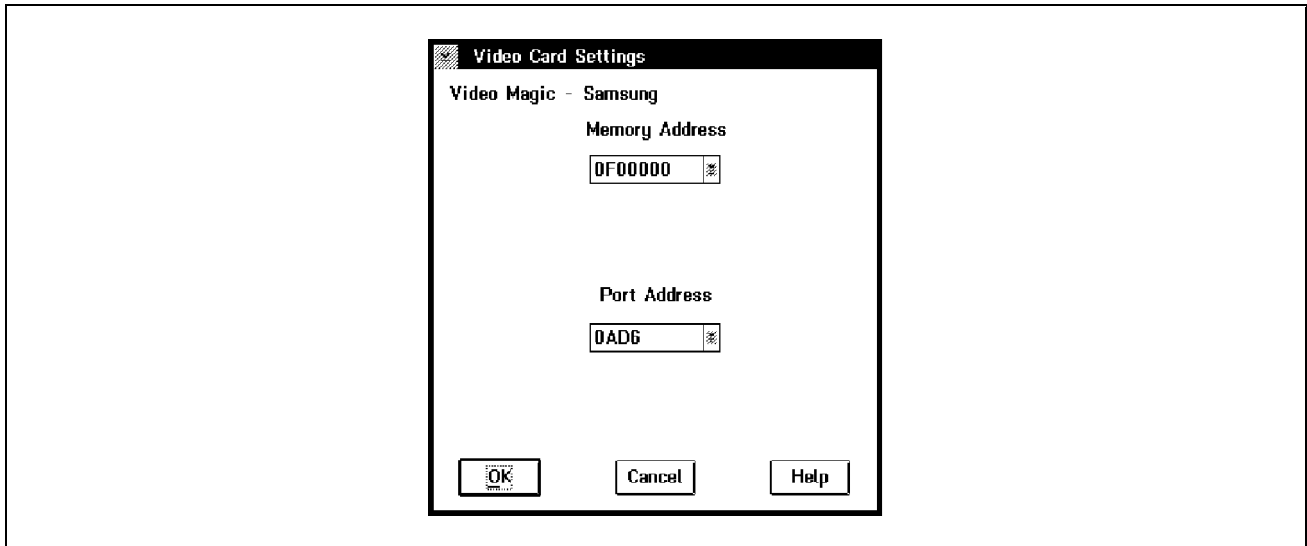 Video Card Settings
Video Magic - Samsung
Memory Address
0F00000
Port Address
0AD6
OK Cancel Help